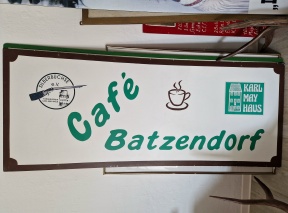 e.V.
Café
Batzendorf
KARL
MAY
HAUS